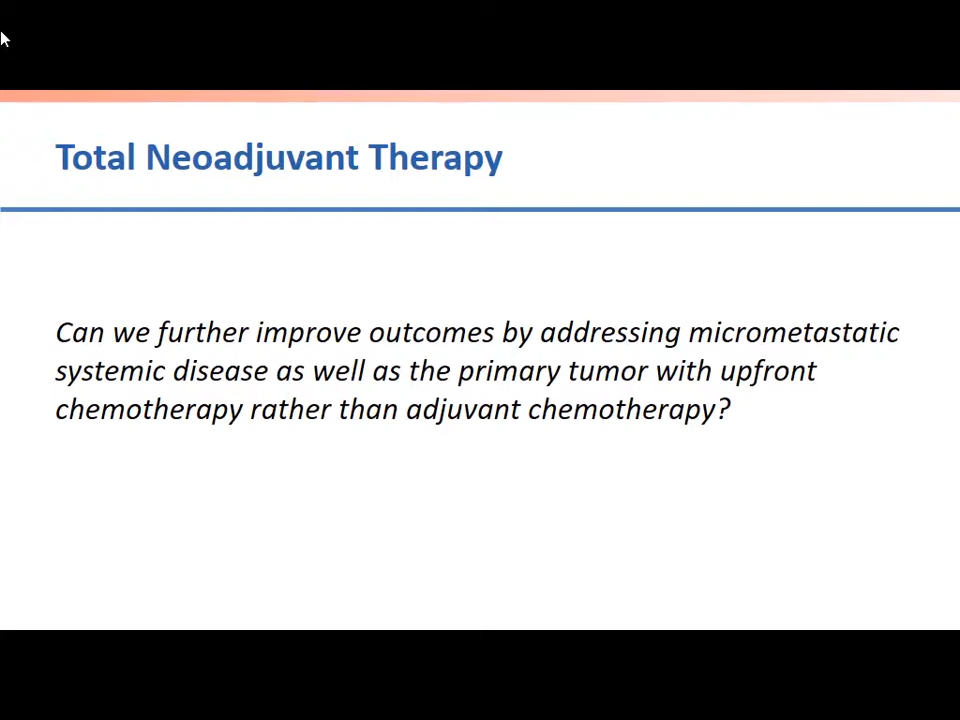 Total Neoadjuvant Therapy
Can we further improve outcomes by addressing micrometastatic
systemic disease as well as the primary tumor with upfront
chemotherapy rather than adjuvant chemotherapy?